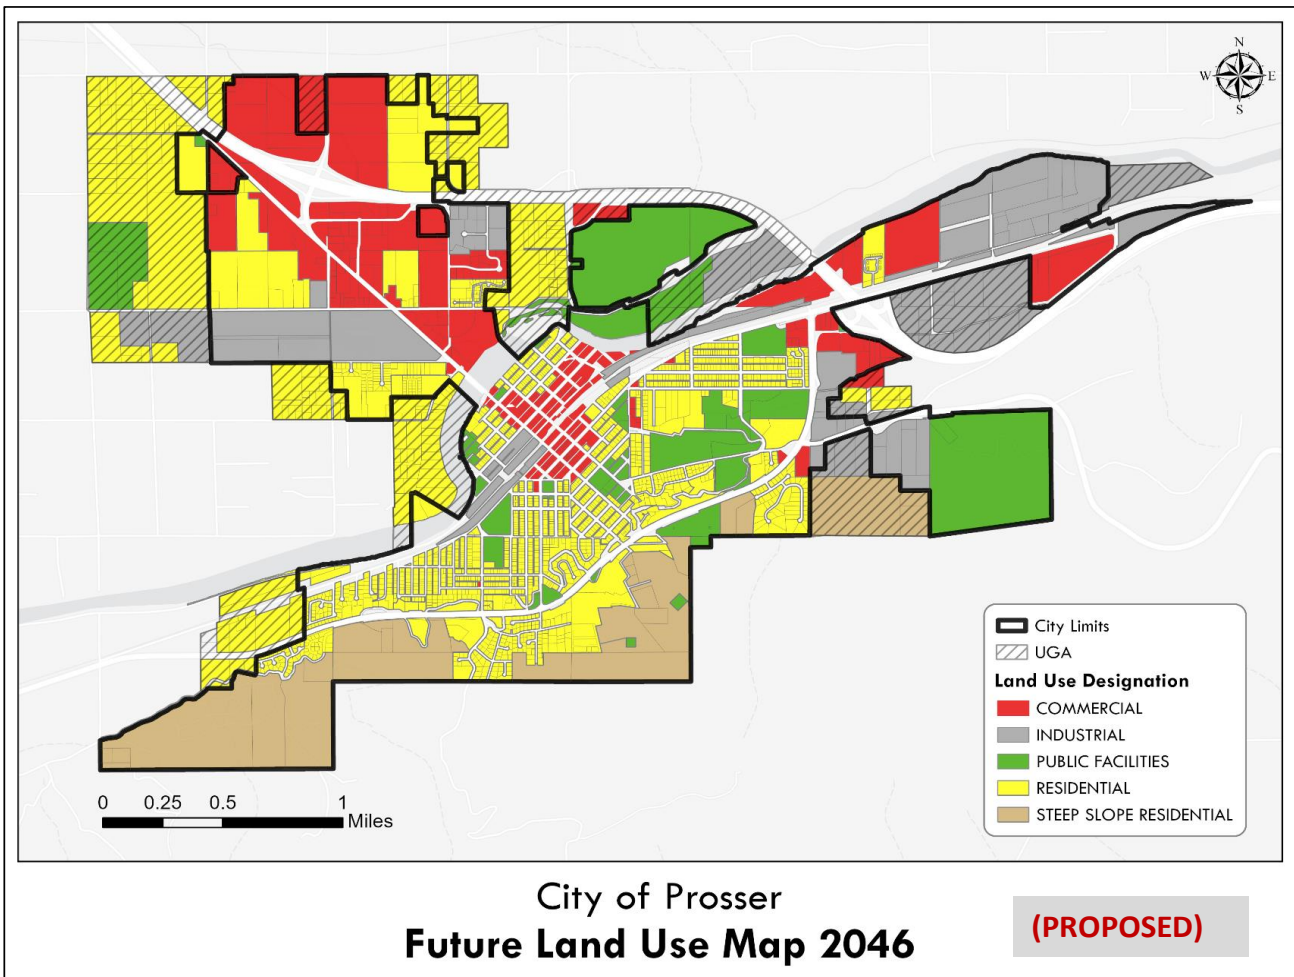 N
W E
S
City Limits
UGA
Land Use Designation
COMMERCIAL
INDUSTRIAL
PUBLIC FACILITIES
RESIDENTIAL
STEEP SLOPE RESIDENTIAL
0 0.25 0.5 1
Miles
City of Prosser
Future Land Use Map 2046
(PROPOSED)